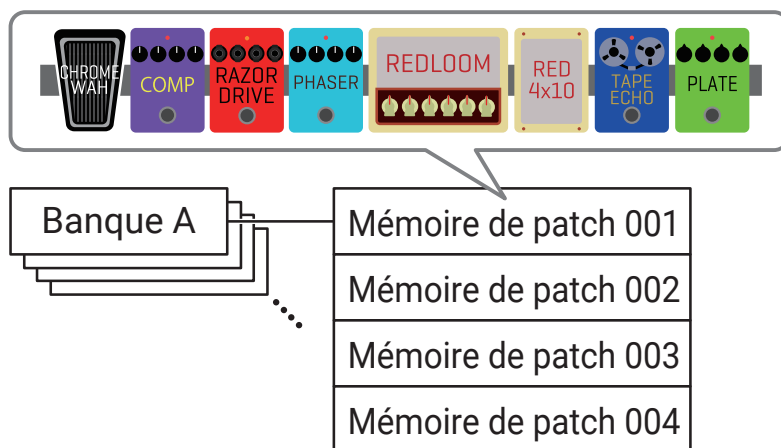 CHROME
WAH
COMP
RAZOR
DRIVE
PHASER
REDLOOM
RED
4x10
TAPE
ECHO
PLATE
Banque A
Mémoire de patch 001
Mémoire de patch 002
Mémoire de patch 003
Mémoire de patch 004